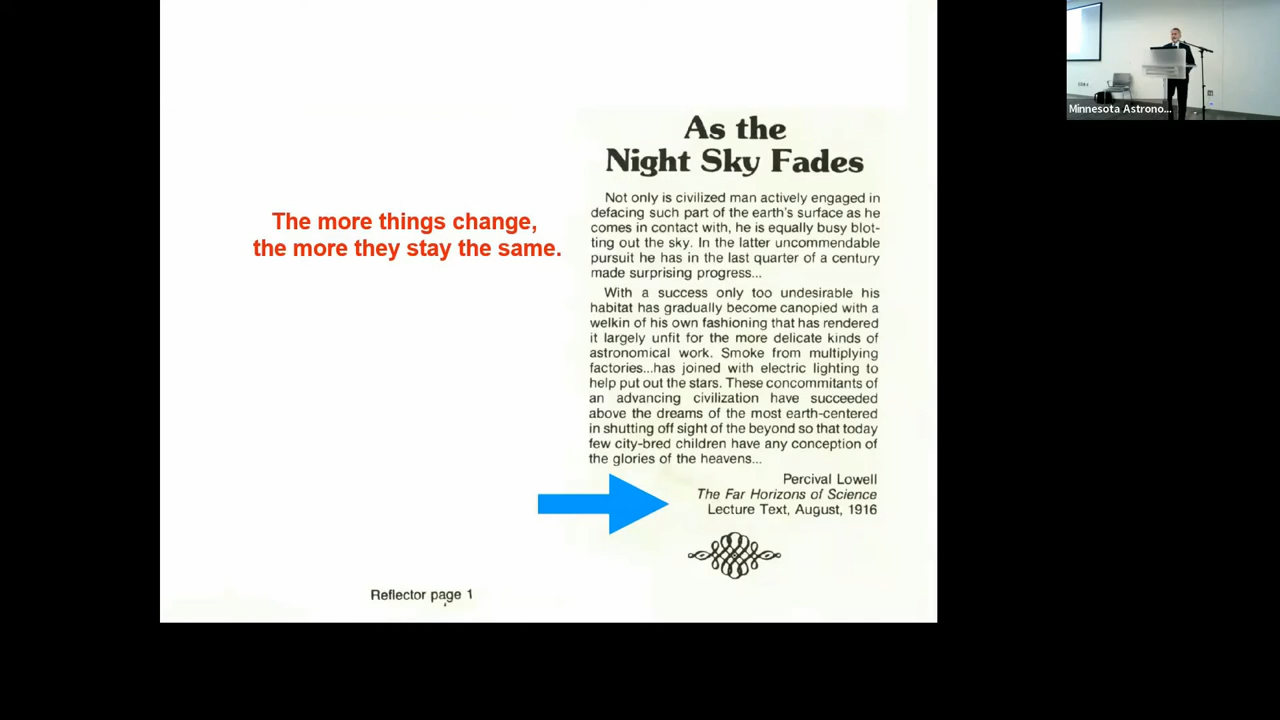 Minnesota Astrono...
As the
Night Sky Fades
The more things change,
the more they stay the same.
Not only is civilized man actively engaged in
defacing such part of the earth's surface as he
comes in contact with, he is equally busy blot-
ting out the sky. In the latter uncommendable
pursuit he has in the last quarter of a century
made surprising progress...
With a success only too undesirable his
habitat has gradually become canopied with a
welkin of his own fashioning that has rendered
it largely unfit for the more delicate kinds of
astronomical work. Smoke from multiplying
factories...has joined with electric lighting to
help put out the stars. These concommitants of
an advancing civilization have succeeded
above the dreams of the most earth-centered
in shutting off sight of the beyond so that today
few city-bred children have any conception of
the glories of the heavens...
Percival Lowell
The Far Horizons of Science
Lecture Text, August, 1916
Reflector page 1